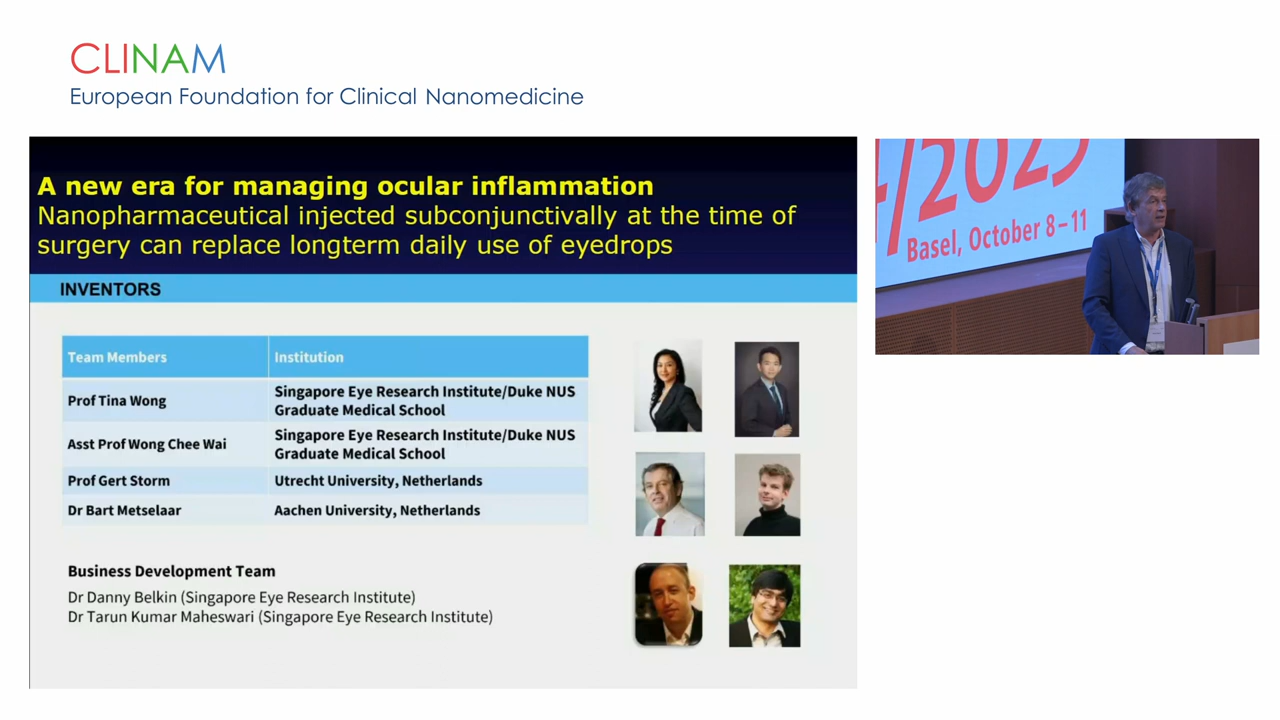 CLINAM
European Foundation for Clinical Nanomedicine
A new era for managing ocular inflammation
Nanopharmaceutical injected subconjunctivally at the time of
surgery can replace longterm daily use of eyedrops
INVENTORS
Team Members Institution
Prof Tina Wong Singapore Eye Research Institute/Duke NUS
Graduate Medical School
Asst Prof Wong Chee Wai Singapore Eye Research Institute/Duke NUS
Graduate Medical School
Prof Gert Storm Utrecht University, Netherlands
Dr Bart Metselaar Aachen University, Netherlands
Business Development Team
Dr Danny Belkin (Singapore Eye Research Institute)
Dr Tarun Kumar Maheswari (Singapore Eye Research Institute)
/2023
Basel, October 8–11